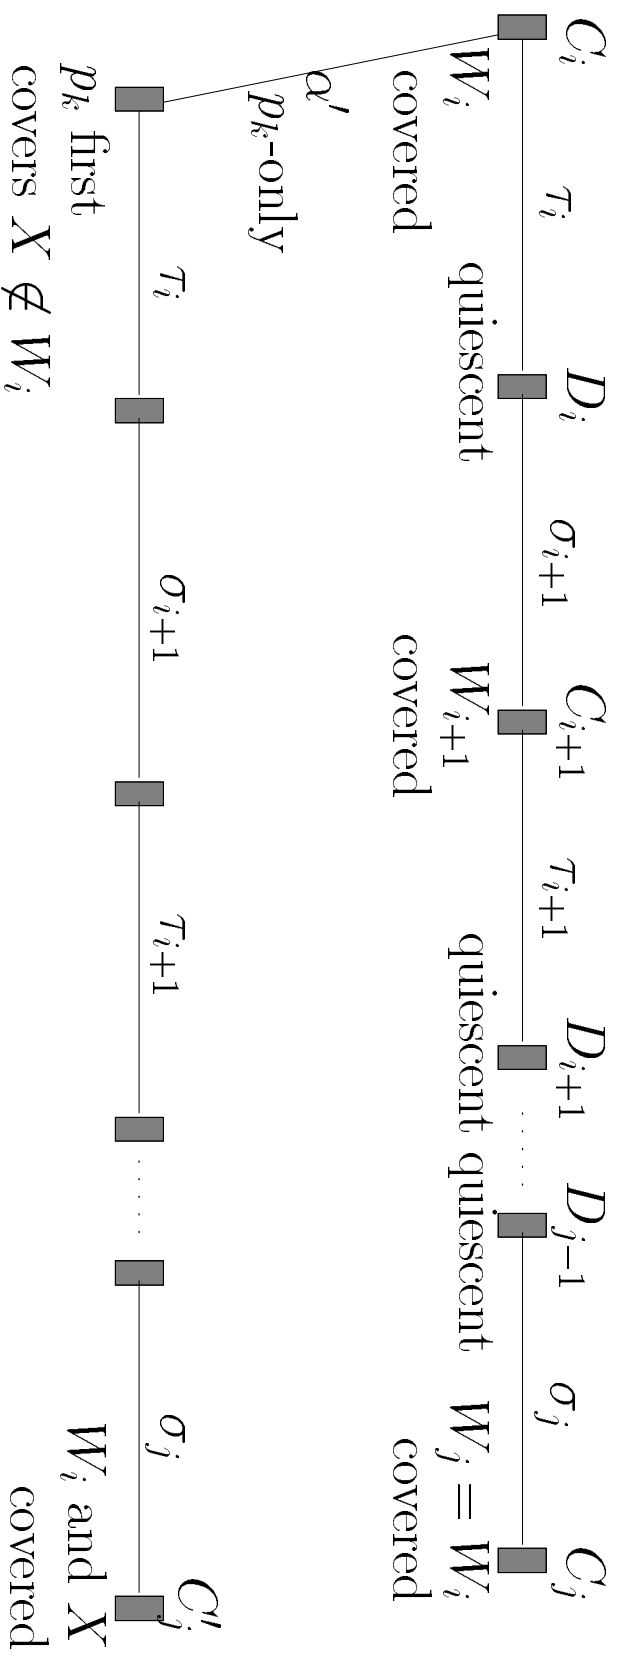 C_i
D_i
C_{i+1}
D_{i+1}
D_{j-1}
C_j
τ_i
σ_{i+1}
τ_{i+1}
σ_j
W_i
covered
quiescent
W_{i+1}
covered
quiescent
quiescent
W_j = W_i
covered
α′
p_k-only
τ_i
σ_{i+1}
τ_{i+1}
σ_j
C′_j
p_k first
covers X ∉ W_i
W_i and X
covered